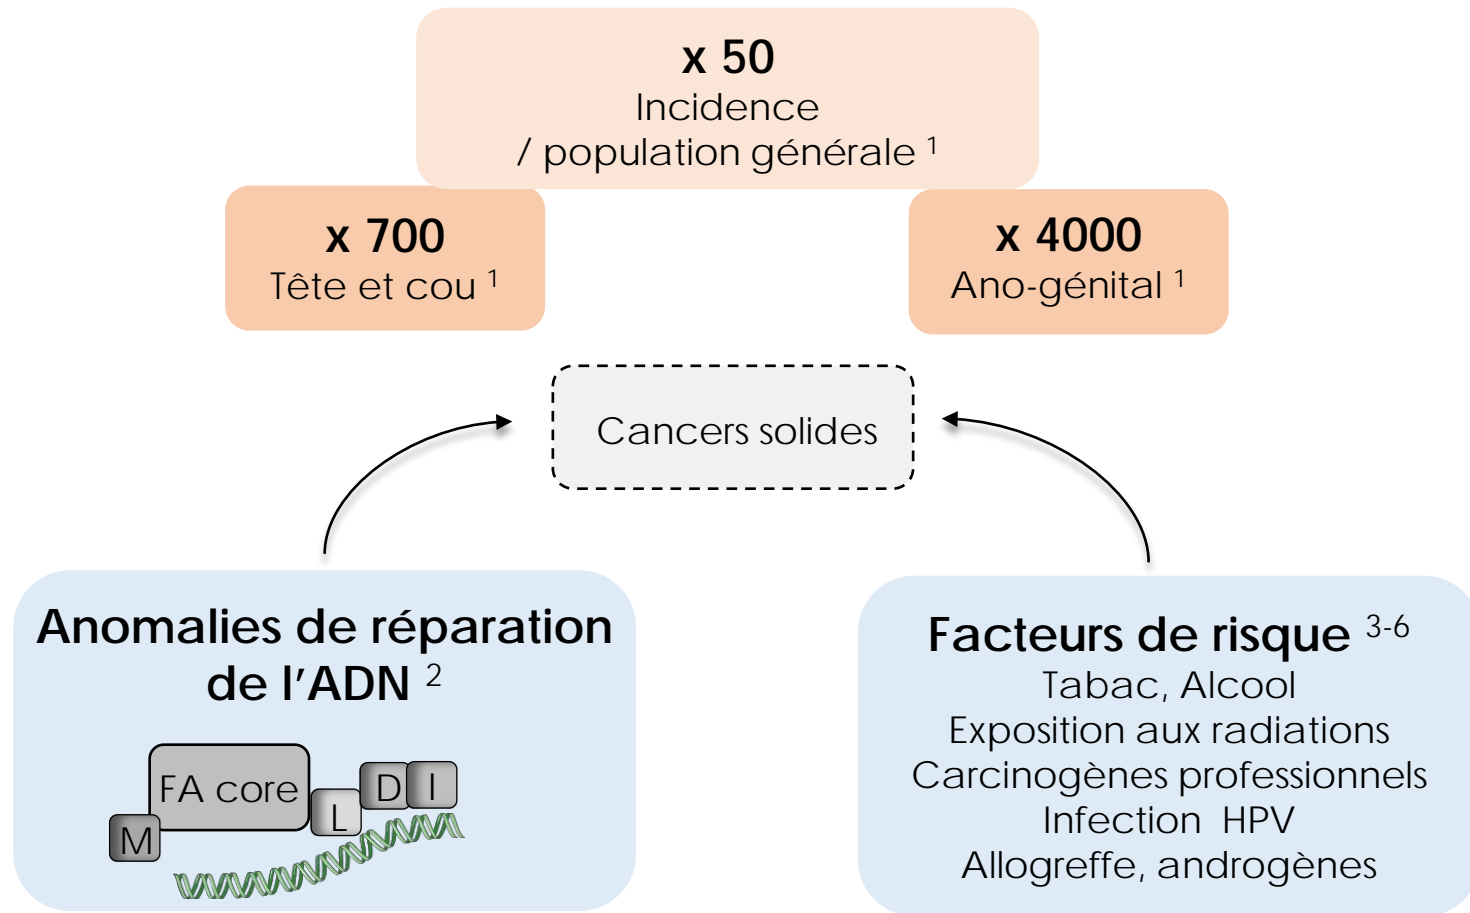 x 50
Incidence
/ population générale 1
x 700
Tête et cou 1
x 4000
Ano-génital 1
Cancers solides
Anomalies de réparation
de l’ADN 2
FA core
D
I
L
M
Facteurs de risque 3-6
Tabac, Alcool
Exposition aux radiations
Carcinogènes professionnels
Infection HPV
Allogreffe, androgènes